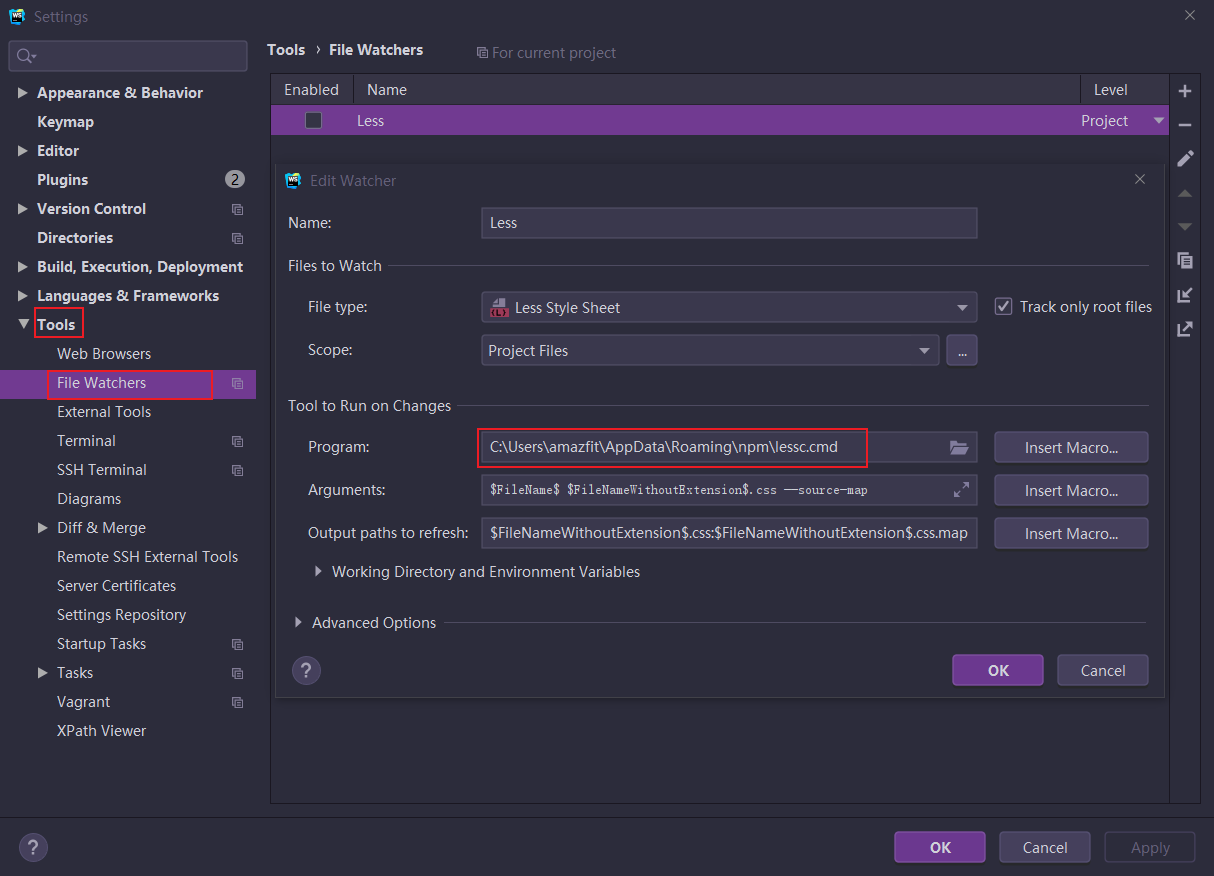 Settings
Tools › File Watchers
For current project
Appearance & Behavior
Keymap
Editor
Plugins
2
Version Control
Directories
Build, Execution, Deployment
Languages & Frameworks
Tools
Web Browsers
File Watchers
External Tools
Terminal
SSH Terminal
Diagrams
Diff & Merge
Remote SSH External Tools
Server Certificates
Settings Repository
Startup Tasks
Tasks
Vagrant
XPath Viewer
Enabled Name Level
Less Project
WS Edit Watcher
Name: Less
Files to Watch
File type: {L} Less Style Sheet
Track only root files
Scope: Project Files ...
Tool to Run on Changes
Program: C:\Users\amazfit\AppData\Roaming\npm\lessc.cmd Insert Macro...
Arguments: $FileName$ $FileNameWithoutExtension$.css --source-map Insert Macro...
Output paths to refresh: $FileNameWithoutExtension$.css:$FileNameWithoutExtension$.css.map Insert Macro...
Working Directory and Environment Variables
Advanced Options
? OK Cancel
? OK Cancel Apply